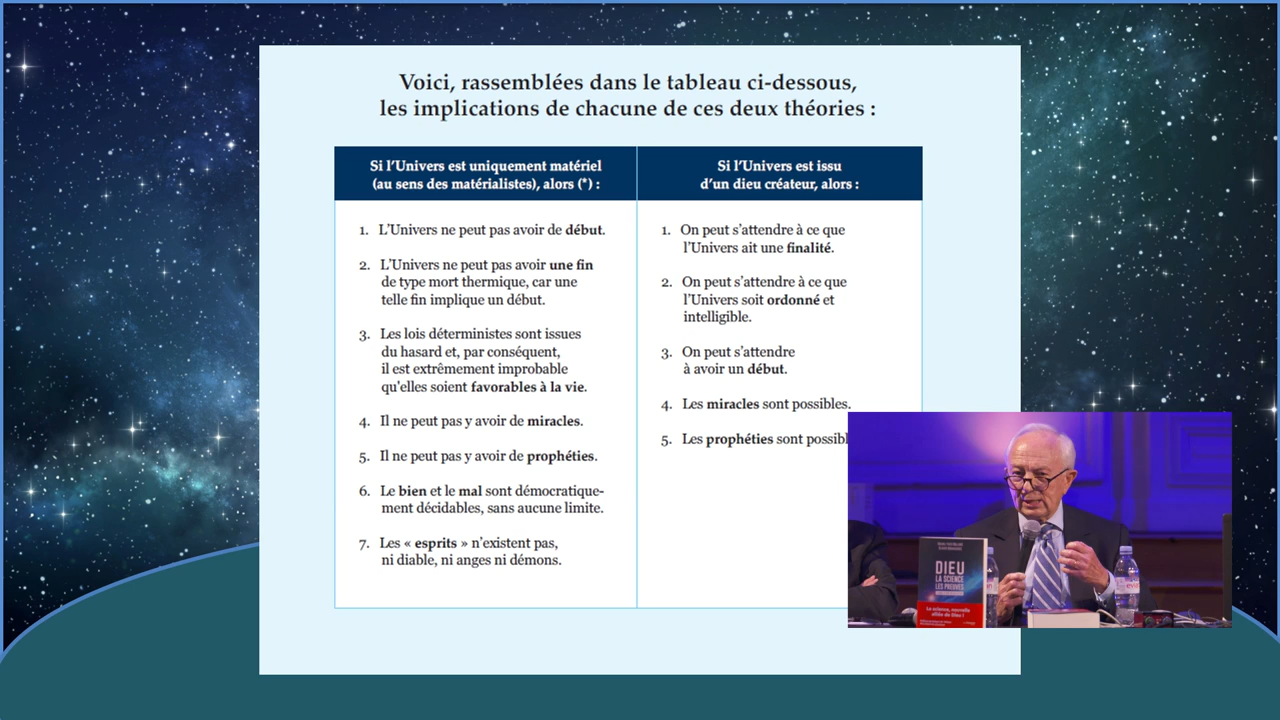 Voici, rassemblées dans le tableau ci-dessous,
les implications de chacune de ces deux théories :
Si l’Univers est uniquement matériel
(au sens des matérialistes), alors (*) :
1. L’Univers ne peut pas avoir de début.
2. L’Univers ne peut pas avoir une fin
de type mort thermique, car une
telle fin implique un début.
3. Les lois déterministes sont issues
du hasard et, par conséquent,
il est extrêmement improbable
qu'elles soient favorables à la vie.
4. Il ne peut pas y avoir de miracles.
5. Il ne peut pas y avoir de prophéties.
6. Le bien et le mal sont démocratique-
ment décidables, sans aucune limite.
7. Les « esprits » n’existent pas,
ni diable, ni anges ni démons.
Si l’Univers est issu
d’un dieu créateur, alors :
1. On peut s’attendre à ce que
l’Univers ait une finalité.
2. On peut s’attendre à ce que
l’Univers soit ordonné et
intelligible.
3. On peut s’attendre
à avoir un début.
4. Les miracles sont possibles.
5. Les prophéties sont possibl
DIEU
LA SCIENCE
LES PREUVES
La science, nouvelle
alliée de Dieu !